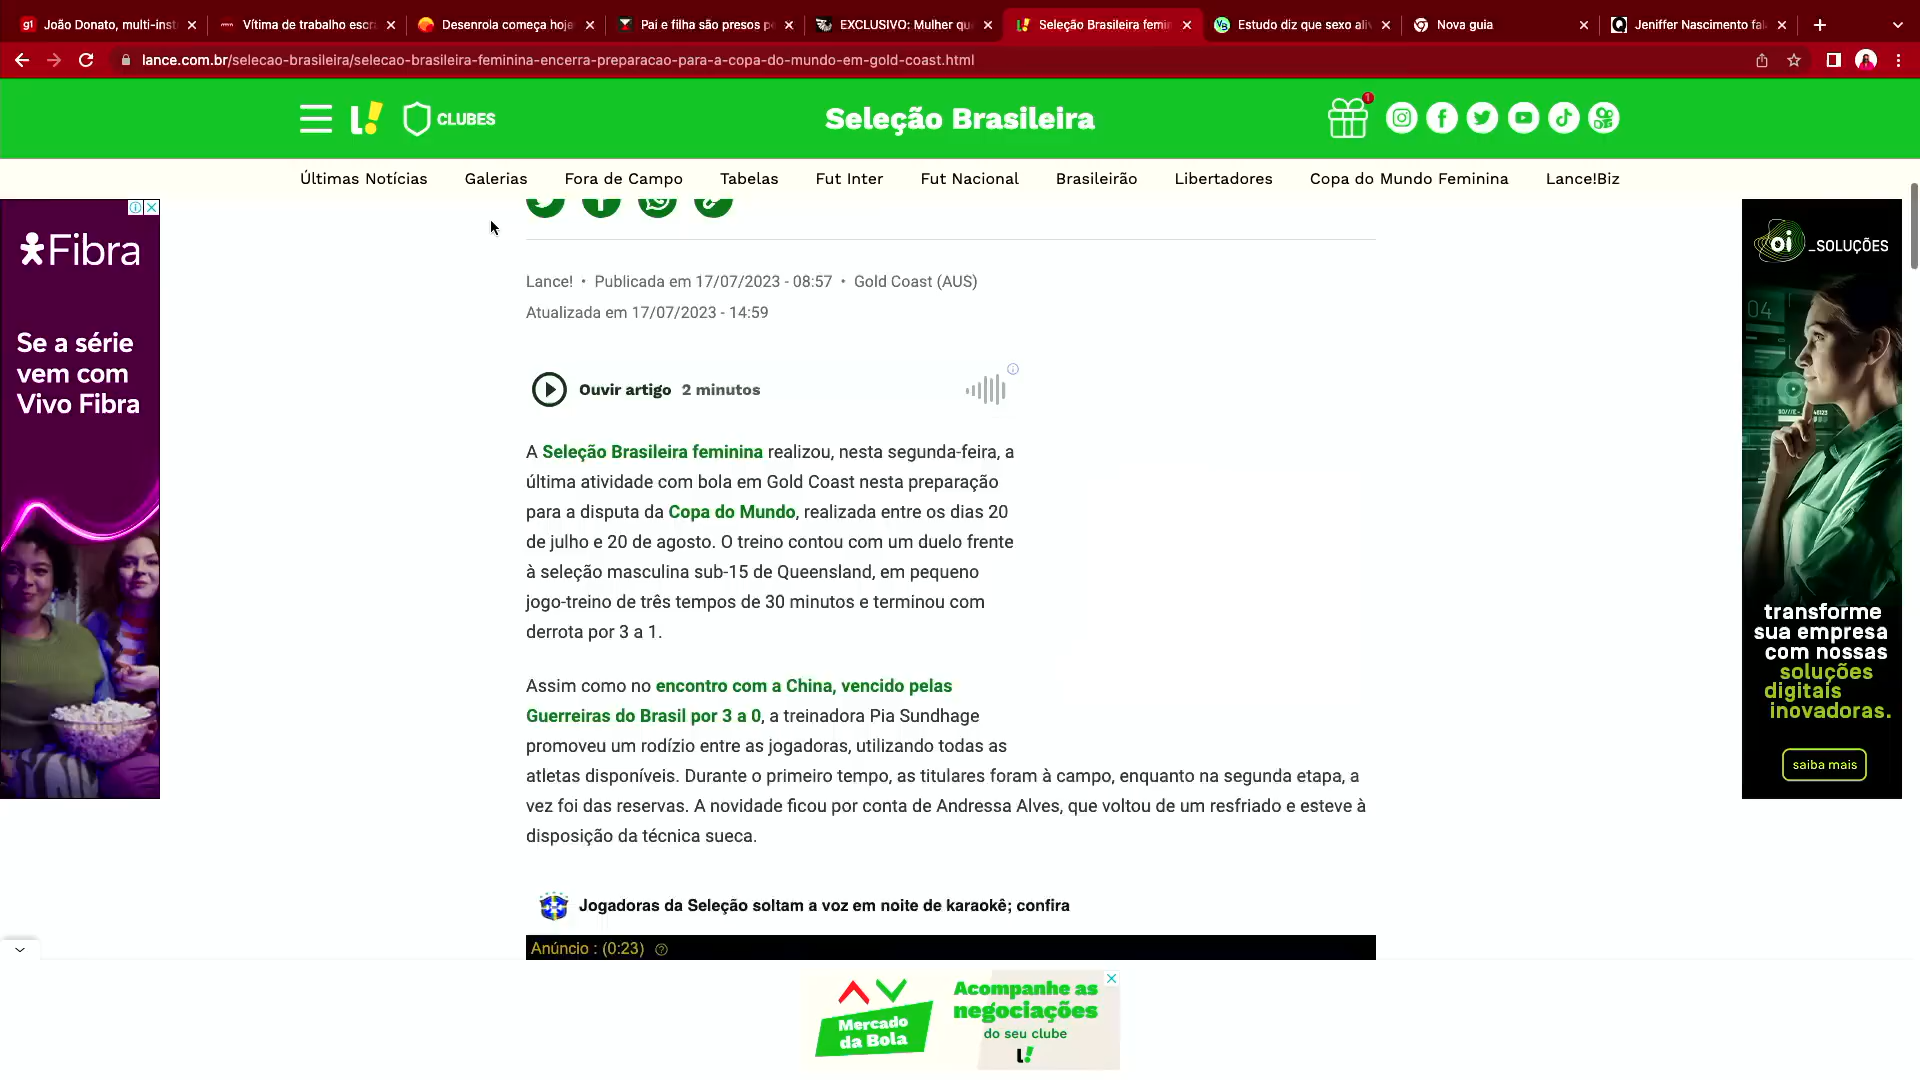 João Donato, multi-inst
Vítima de trabalho escr
Desenrola começa hoje
Pai e filha são presos p
EXCLUSIVO: Mulher qu
Seleção Brasileira femin
Estudo diz que sexo ali
Nova guia
Jeniffer Nascimento fal
lance.com.br/selecao-brasileira/selecao-brasileira-feminina-encerra-preparacao-para-a-copa-do-mundo-em-gold-coast.html
L!
CLUBES
Seleção Brasileira
1
Últimas Notícias
Galerias
Fora de Campo
Tabelas
Fut Inter
Fut Nacional
Brasileirão
Libertadores
Copa do Mundo Feminina
Lance!Biz
Fibra
Se a série
vem com
Vivo Fibra
Lance! • Publicada em 17/07/2023 - 08:57 • Gold Coast (AUS)
Atualizada em 17/07/2023 - 14:59
Ouvir artigo 2 minutos
A Seleção Brasileira feminina realizou, nesta segunda-feira, a
última atividade com bola em Gold Coast nesta preparação
para a disputa da Copa do Mundo, realizada entre os dias 20
de julho e 20 de agosto. O treino contou com um duelo frente
à seleção masculina sub-15 de Queensland, em pequeno
jogo-treino de três tempos de 30 minutos e terminou com
derrota por 3 a 1.
Assim como no encontro com a China, vencido pelas
Guerreiras do Brasil por 3 a 0, a treinadora Pia Sundhage
promoveu um rodízio entre as jogadoras, utilizando todas as
atletas disponíveis. Durante o primeiro tempo, as titulares foram à campo, enquanto na segunda etapa, a
vez foi das reservas. A novidade ficou por conta de Andressa Alves, que voltou de um resfriado e esteve à
disposição da técnica sueca.
Jogadoras da Seleção soltam a voz em noite de karaokê; confira
Anúncio : (0:23)
oi _SOLUÇÕES
04
transforme
sua empresa
com nossas
soluções
digitais
inovadoras.
saiba mais
Mercado
da Bola
Acompanhe as
negociações
do seu clube
L!